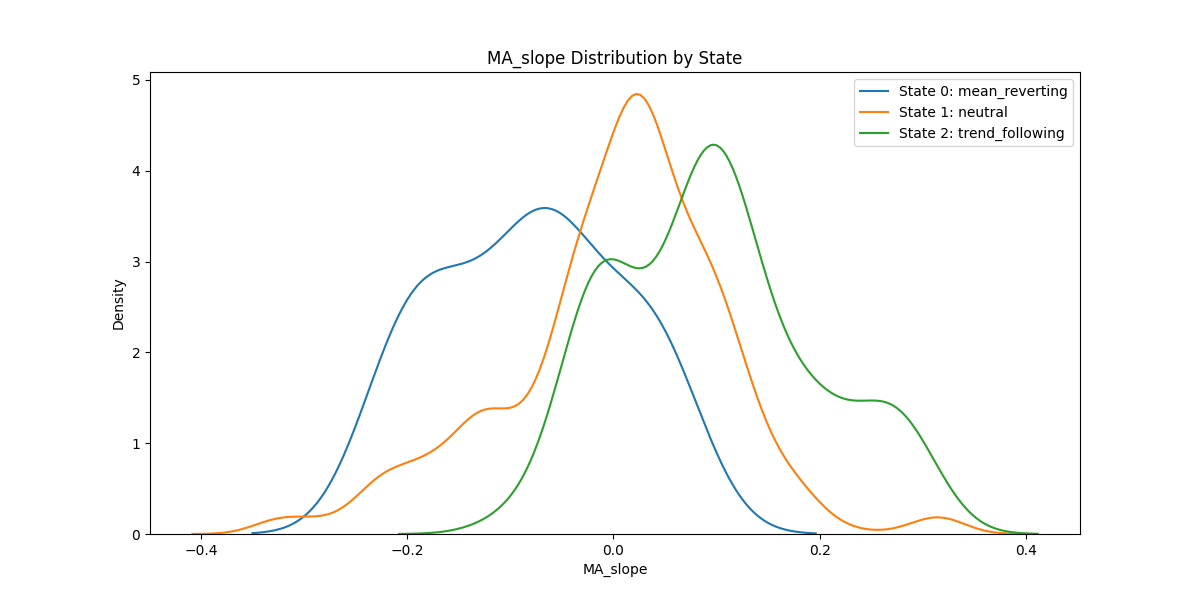 MA_slope Distribution by State
State 0: mean_reverting
State 1: neutral
State 2: trend_following
Density
5
4
3
2
1
0
−0.4
−0.2
0.0
0.2
0.4
MA_slope